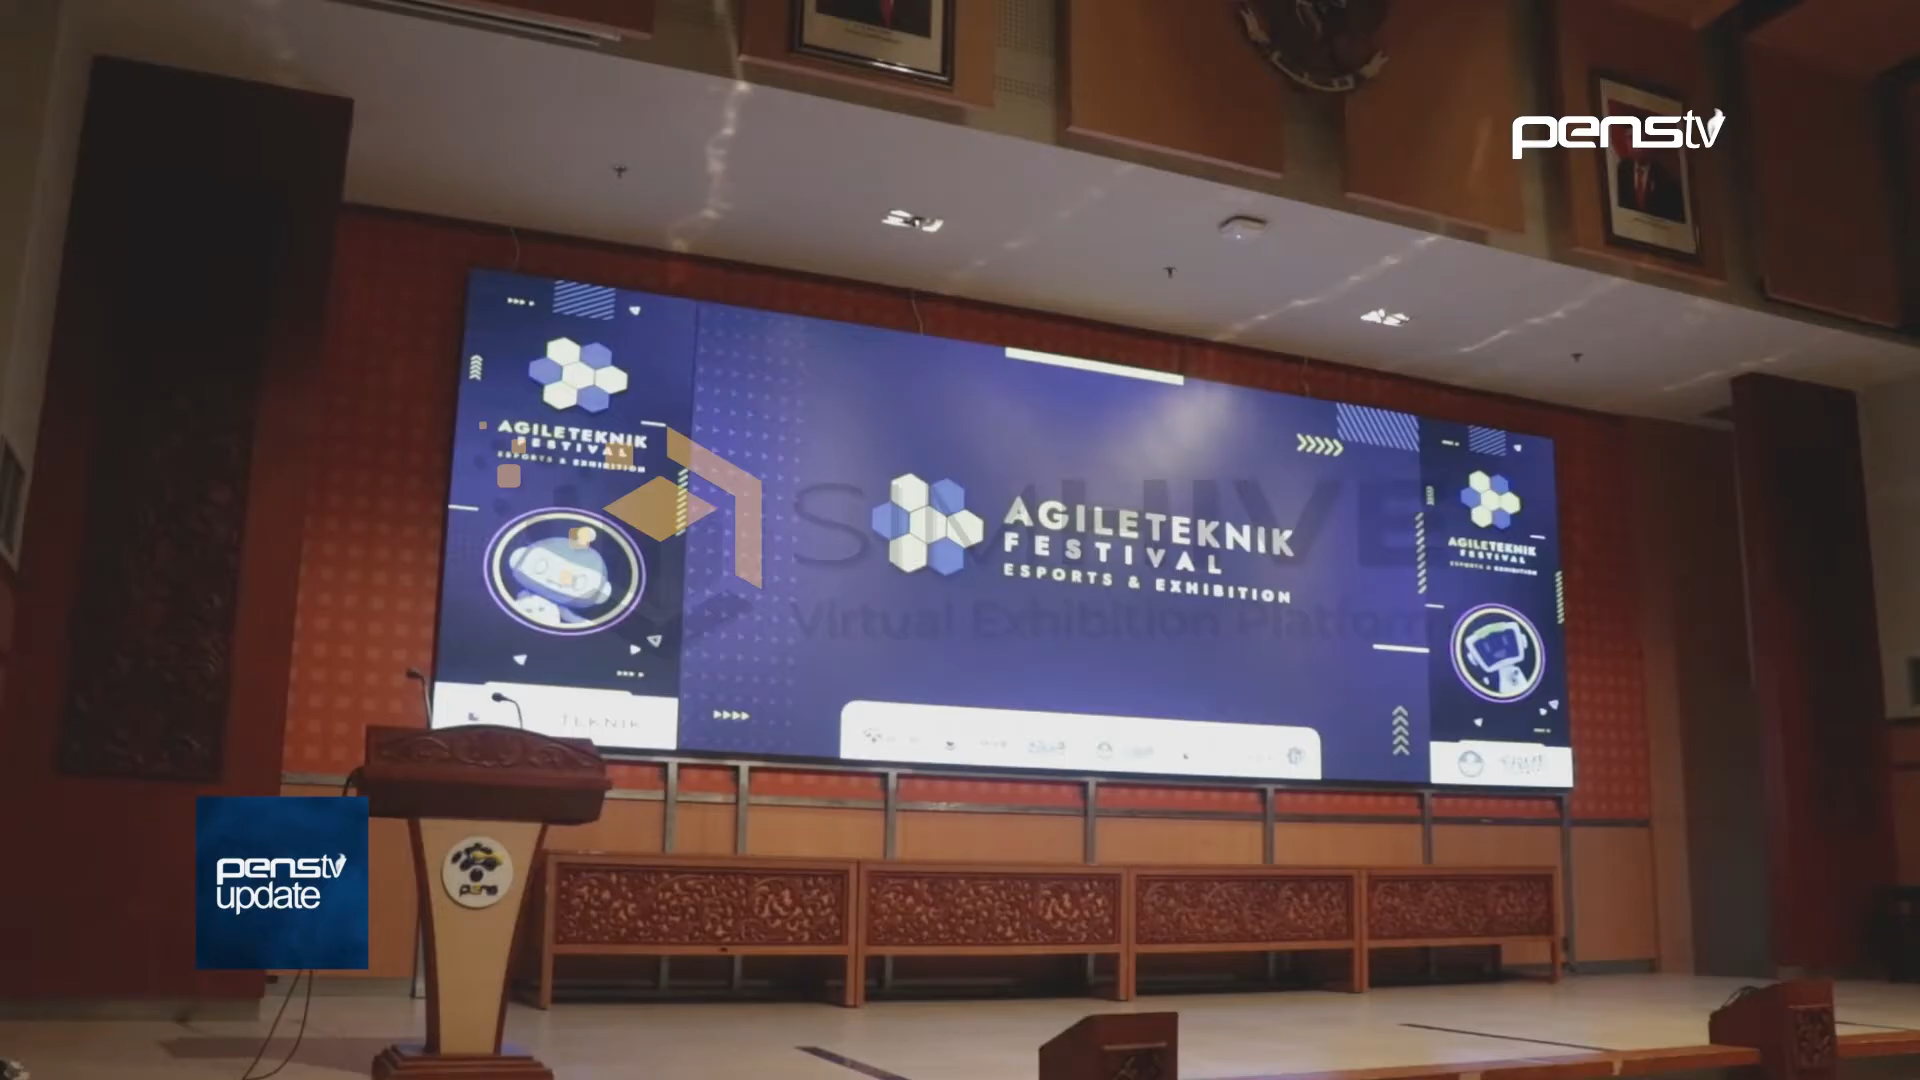 penstv
AGILETEKNIK
FESTIVAL
ESPORTS & EXHIBITION
AGILETEKNIK
FESTIVAL
ESPORTS & EXHIBITION
AGILETEKNIK
FESTIVAL
ESPORTS & EXHIBITION
SIMHIVE
Virtual Exhibition Platform
TEKNIK
pens
penstv
update